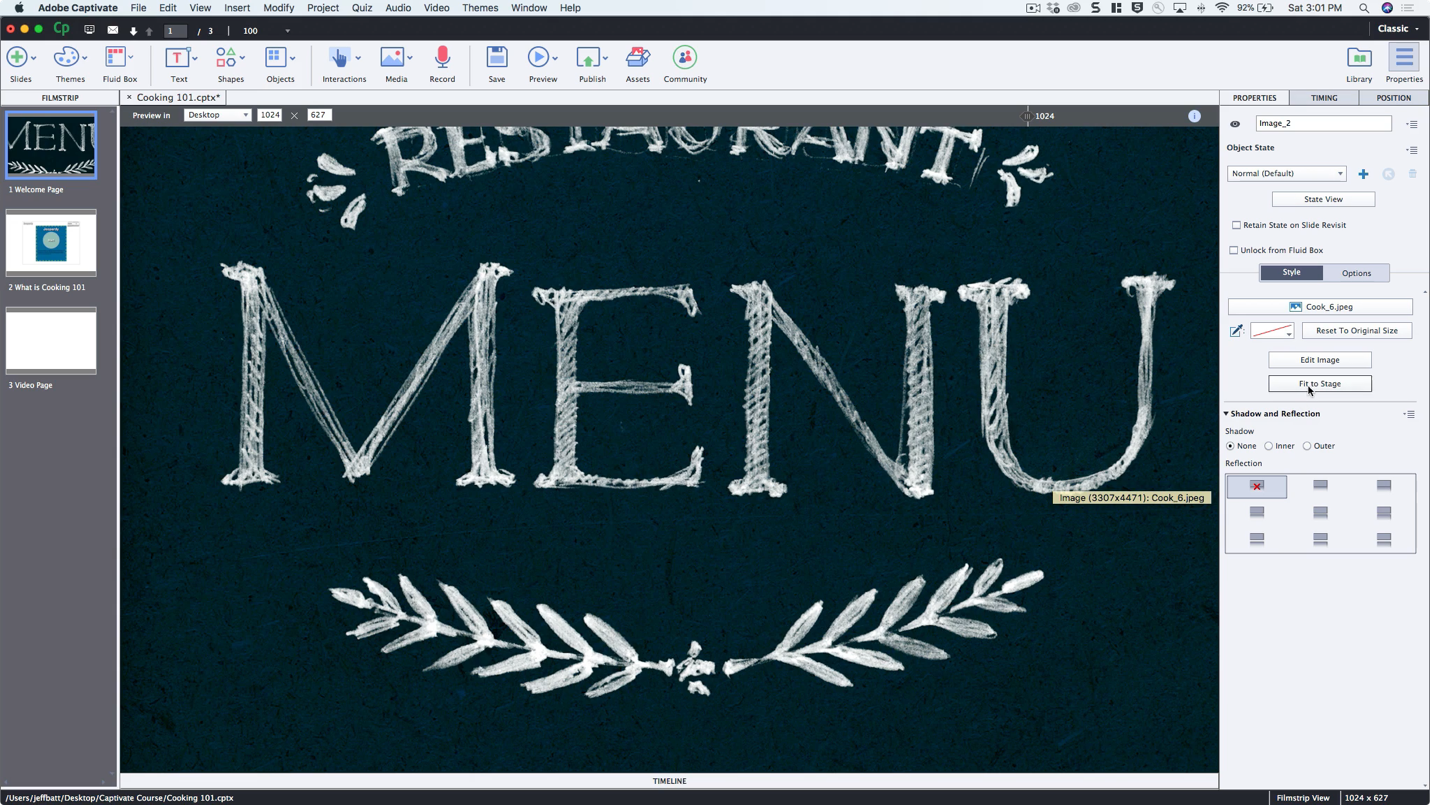 Adobe Captivate File Edit View Insert Modify Project Quiz Audio Video Themes Window Help 92% Sat 3:01 PM
Cp 1 / 3 100 Classic
Slides Themes Fluid Box Text Shapes Objects Interactions Media Record Save Preview Publish Assets Community Library Properties
FILMSTRIP × Cooking 101.cptx* PROPERTIES TIMING POSITION
Preview in Desktop 1024 627 1024
Image_2
Object State
Normal (Default)
State View
Retain State on Slide Revisit
Unlock from Fluid Box
Style Options
Cook_6.jpeg
Reset To Original Size
Edit Image
Fit to Stage
Shadow and Reflection
Shadow
None Inner Outer
Reflection
MENU
1 Welcome Page
2 What is Cooking 101
3 Video Page
RESTAURANT
MENU
Image (3307x4471): Cook_6.jpeg
TIMELINE
/Users/jeffbatt/Desktop/Captivate Course/Cooking 101.cptx Filmstrip View 1024 x 627